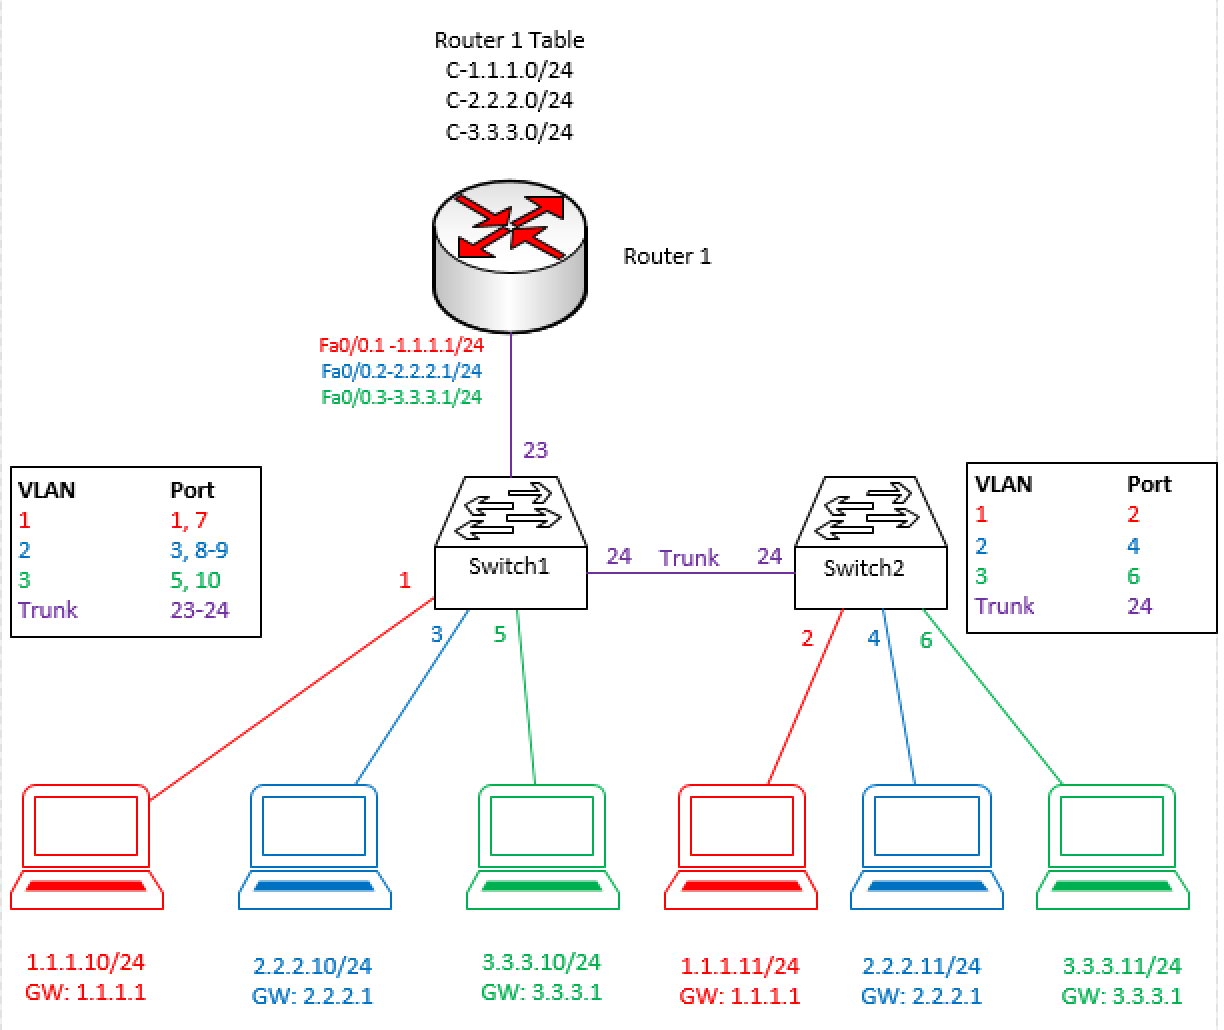 Router 1 Table
C-1.1.1.0/24
C-2.2.2.0/24
C-3.3.3.0/24
Router 1
Fa0/0.1 -1.1.1.1/24
Fa0/0.2-2.2.2.1/24
Fa0/0.3-3.3.3.1/24
23
VLAN Port
1 1, 7
2 3, 8-9
3 5, 10
Trunk 23-24
Switch1
24 Trunk 24
Switch2
VLAN Port
1 2
2 4
3 6
Trunk 24
1
3
5
2
4
6
1.1.1.10/24
GW: 1.1.1.1
2.2.2.10/24
GW: 2.2.2.1
3.3.3.10/24
GW: 3.3.3.1
1.1.1.11/24
GW: 1.1.1.1
2.2.2.11/24
GW: 2.2.2.1
3.3.3.11/24
GW: 3.3.3.1